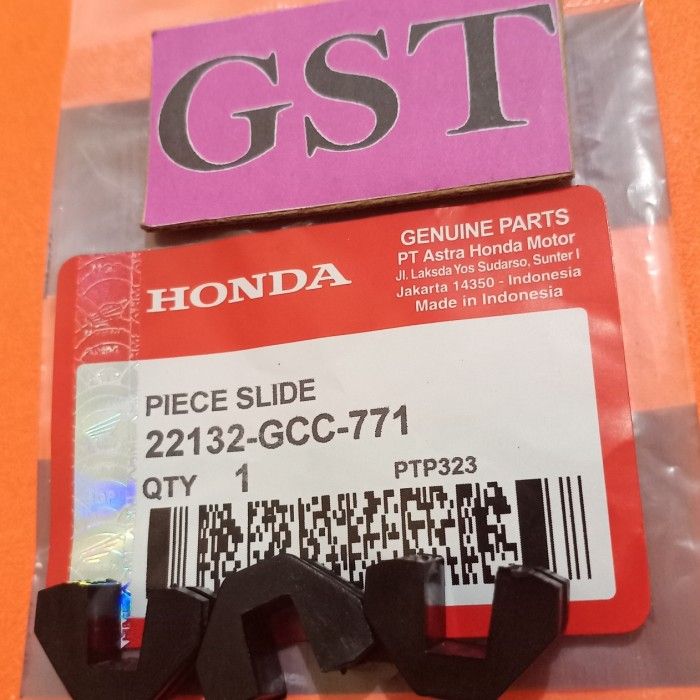 GST
HONDA
GENUINE PARTS
PT Astra Honda Motor
Jl. Laksda Yos Sudarso, Sunter I
Jakarta 14350 - Indonesia
Made in Indonesia
PIECE SLIDE
22132-GCC-771
QTY 1 PTP323